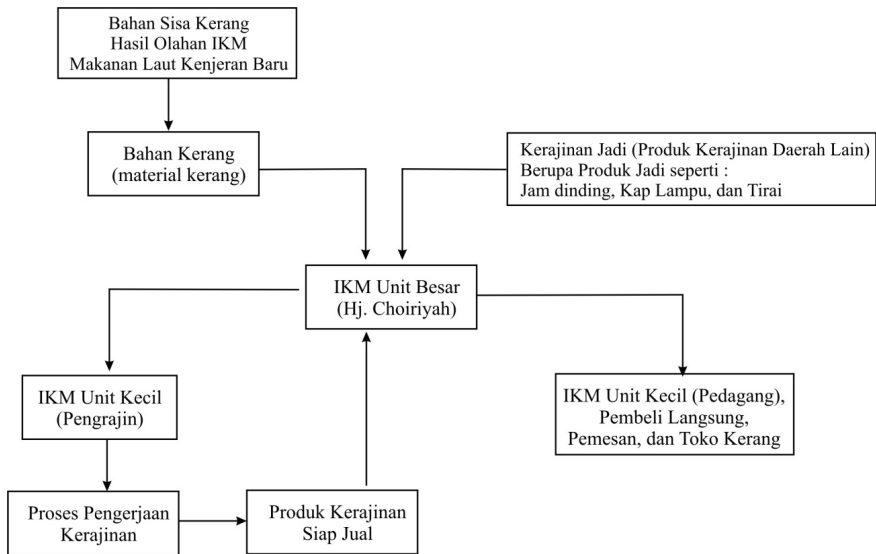 Bahan Sisa Kerang
Hasil Olahan IKM
Makanan Laut Kenjeran Baru
Bahan Kerang
(material kerang)
Kerajinan Jadi (Produk Kerajinan Daerah Lain)
Berupa Produk Jadi seperti :
Jam dinding, Kap Lampu, dan Tirai
IKM Unit Besar
(Hj. Choiriyah)
IKM Unit Kecil
(Pengrajin)
IKM Unit Kecil (Pedagang),
Pembeli Langsung,
Pemesan, dan Toko Kerang
Proses Pengerjaan
Kerajinan
Produk Kerajinan
Siap Jual